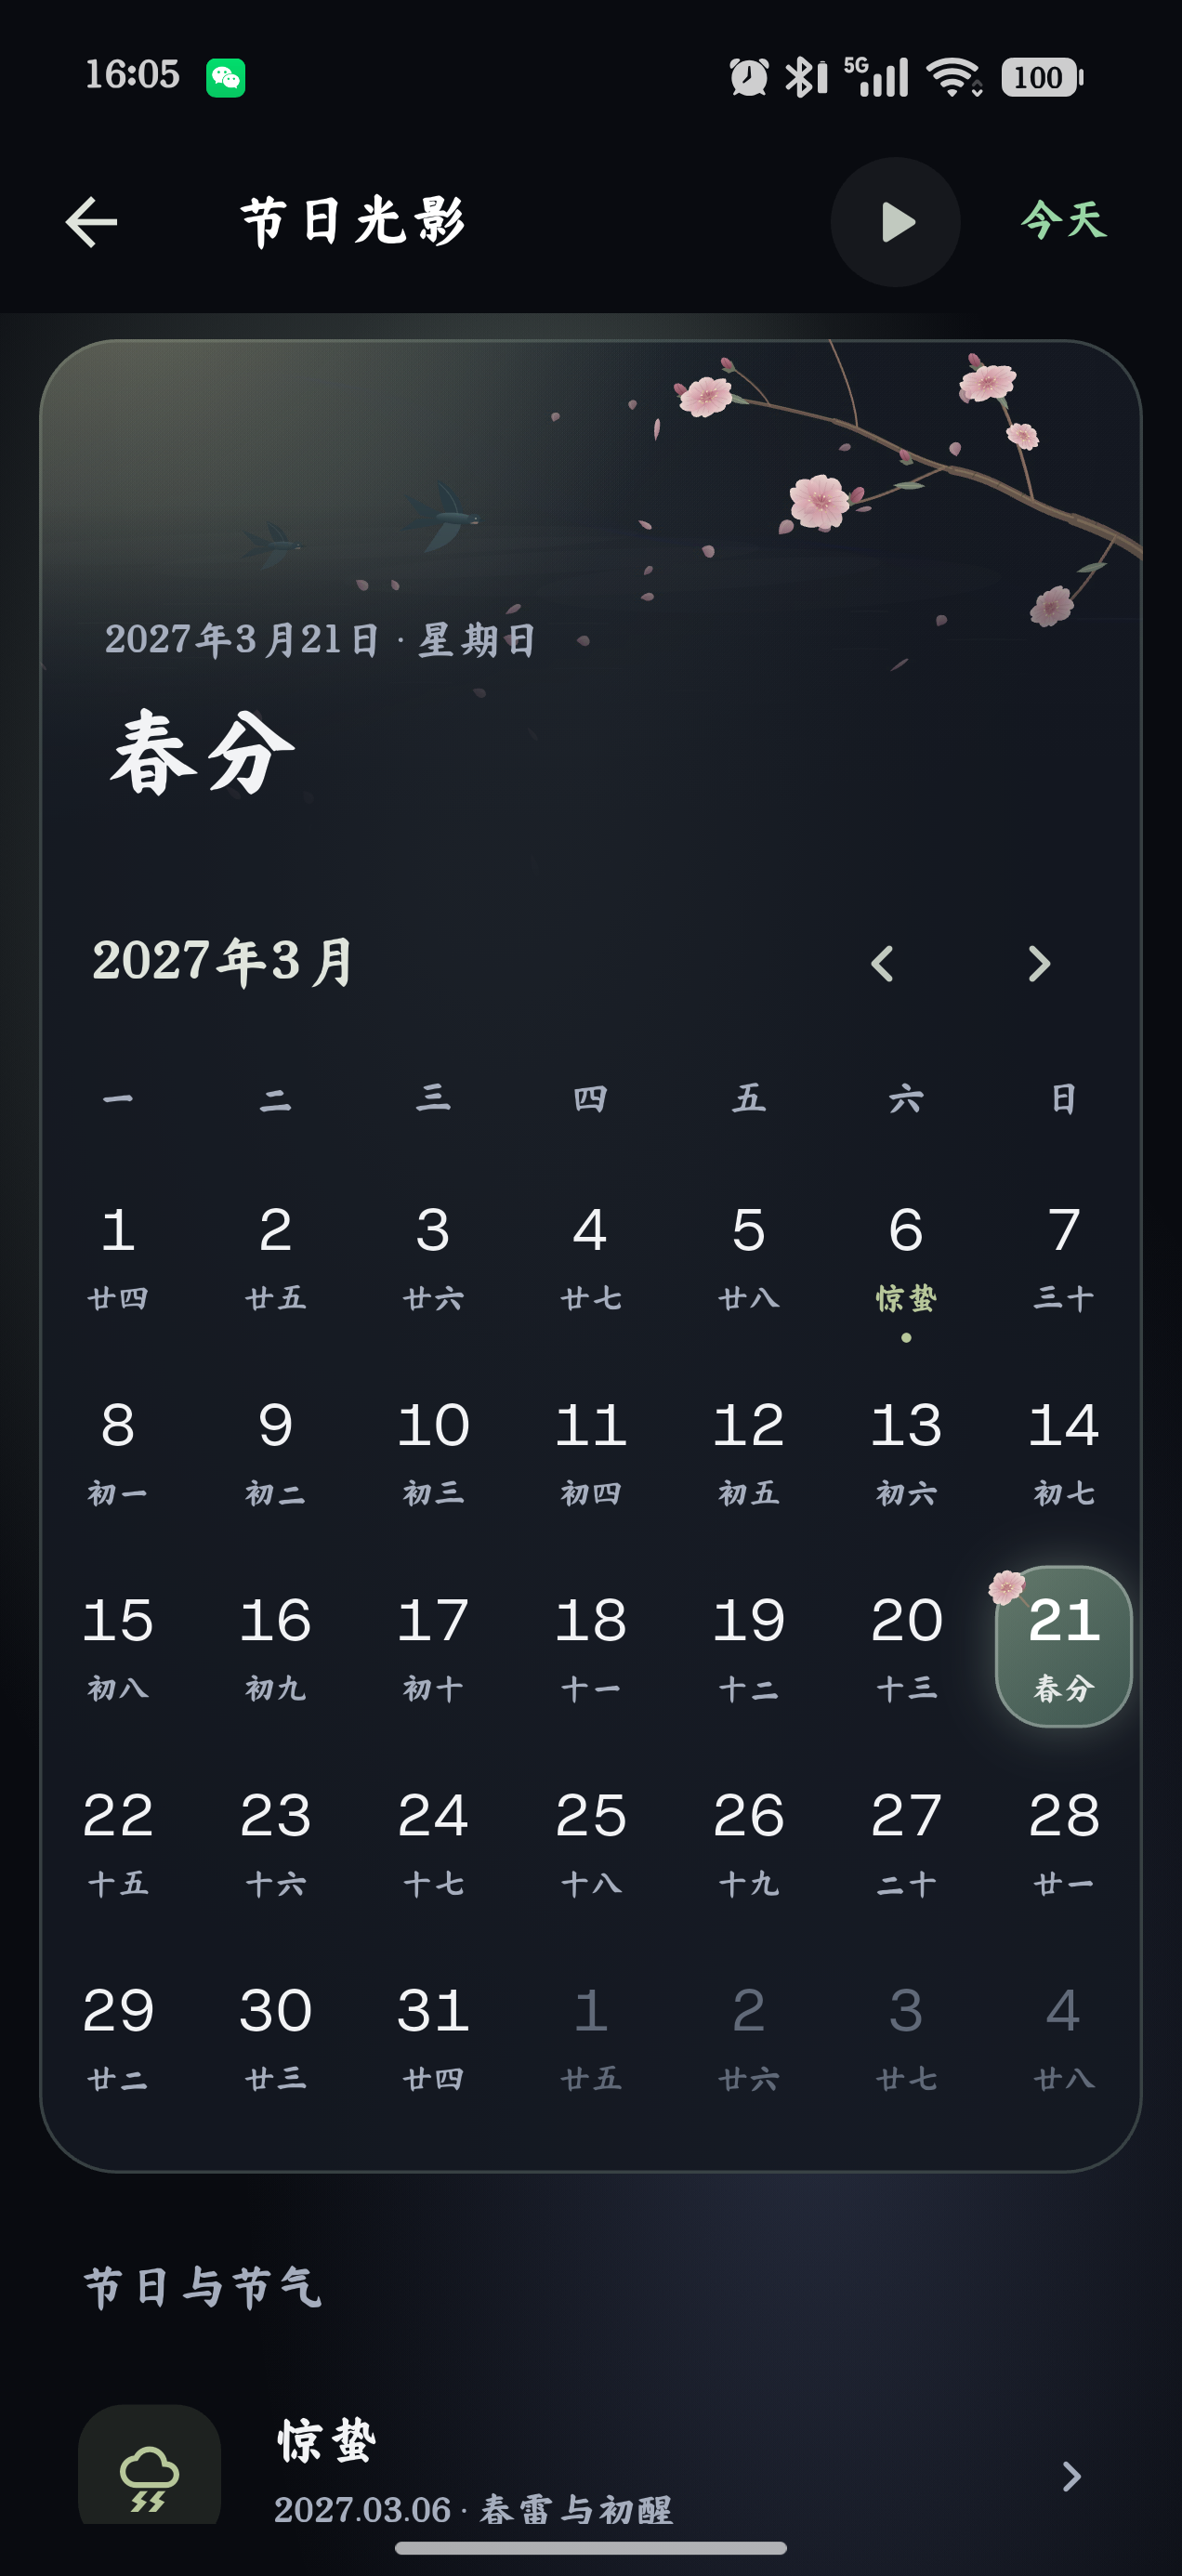 16:05 5G 100
节日光影 今天
2027年3月21日 · 星期日
春分
2027年3月
一 二 三 四 五 六 日
1 2 3 4 5 6 7
廿四 廿五 廿六 廿七 廿八 惊蛰 三十
8 9 10 11 12 13 14
初一 初二 初三 初四 初五 初六 初七
15 16 17 18 19 20 21
初八 初九 初十 十一 十二 十三 春分
22 23 24 25 26 27 28
十五 十六 十七 十八 十九 二十 廿一
29 30 31 1 2 3 4
廿二 廿三 廿四 廿五 廿六 廿七 廿八
节日与节气
惊蛰
2027.03.06 · 春雷与初醒